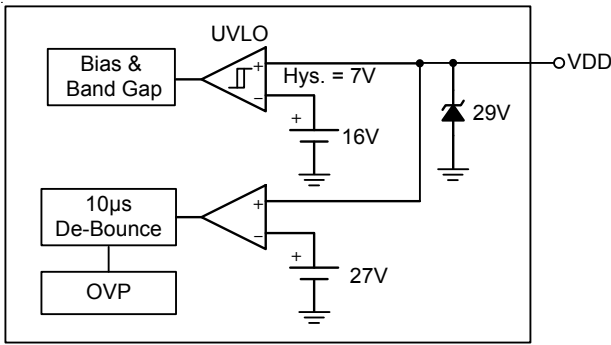 UVLO
Bias &
Band Gap
+
Hys. = 7V
−
VDD
+
16V
29V
10µs
De-Bounce
+
−
OVP
+
27V